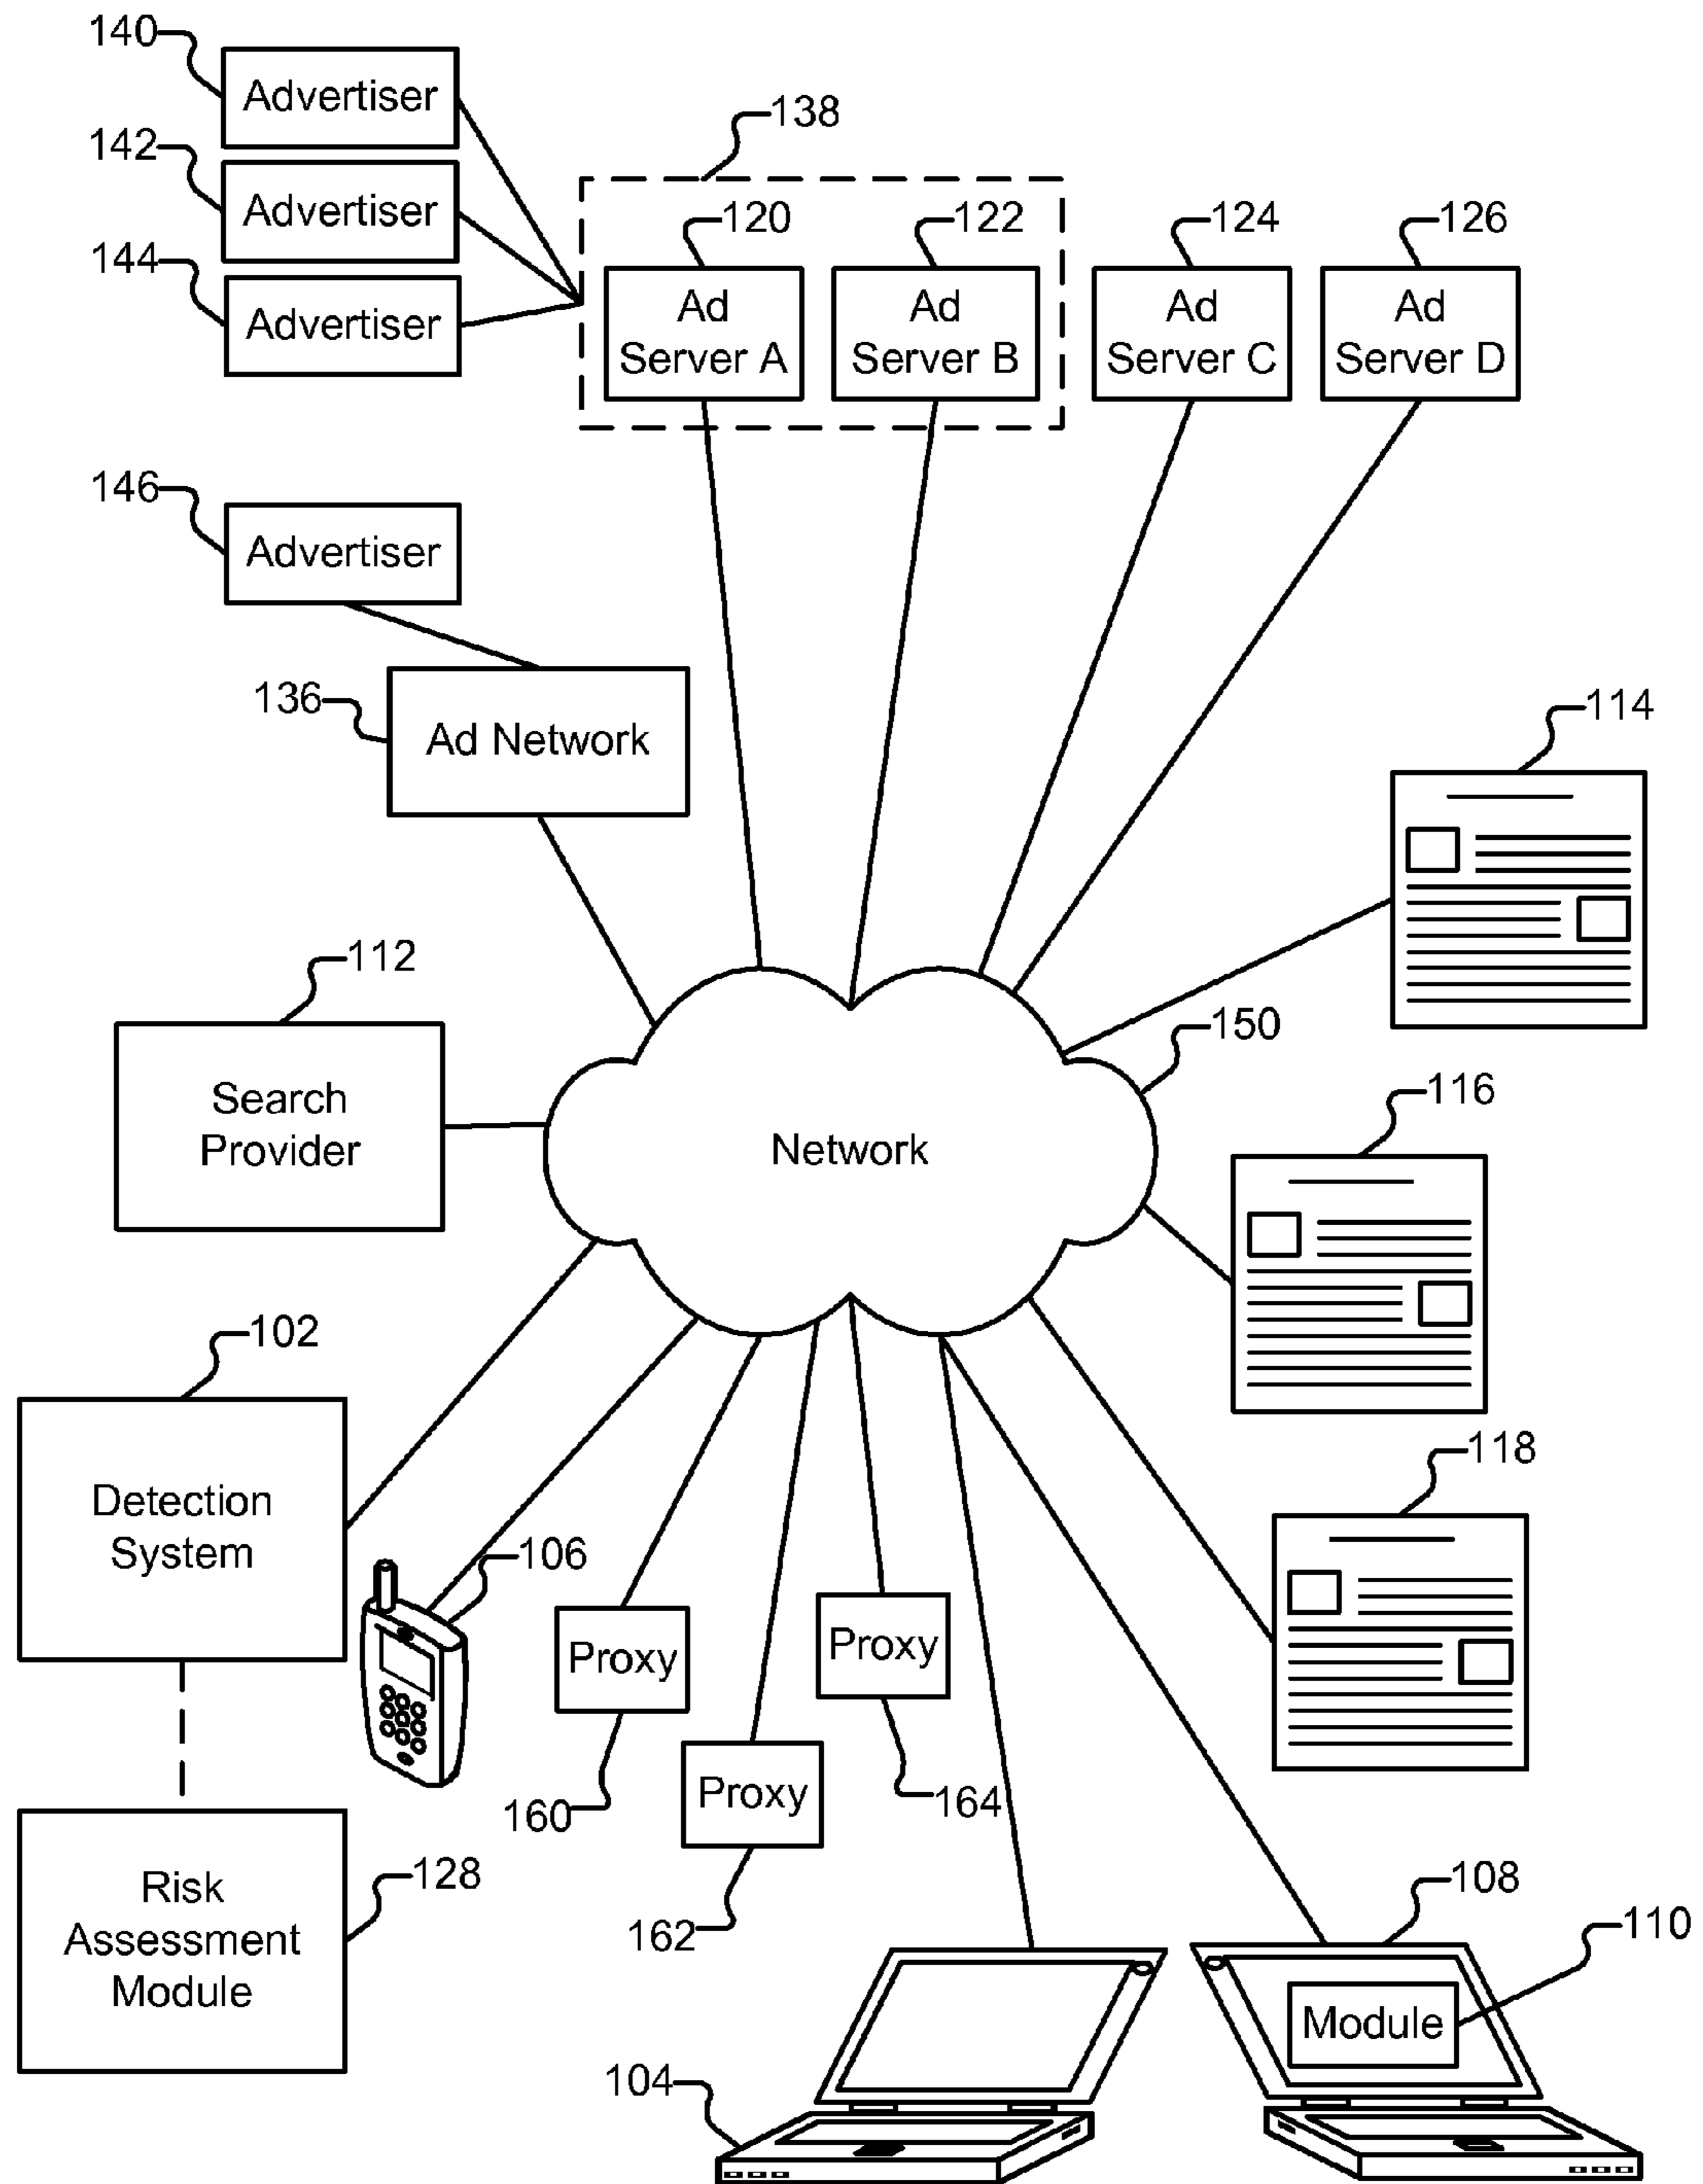 140
Advertiser
138
142
Advertiser
120
122
124
126
144
Advertiser
Ad
Server A
Ad
Server B
Ad
Server C
Ad
Server D
146
Advertiser
136
Ad Network
114
112
150
Search
Provider
Network
116
102
118
Detection
System
106
Proxy
Proxy
Proxy
160
164
128
Risk
Assessment
Module
162
108
110
Module
104